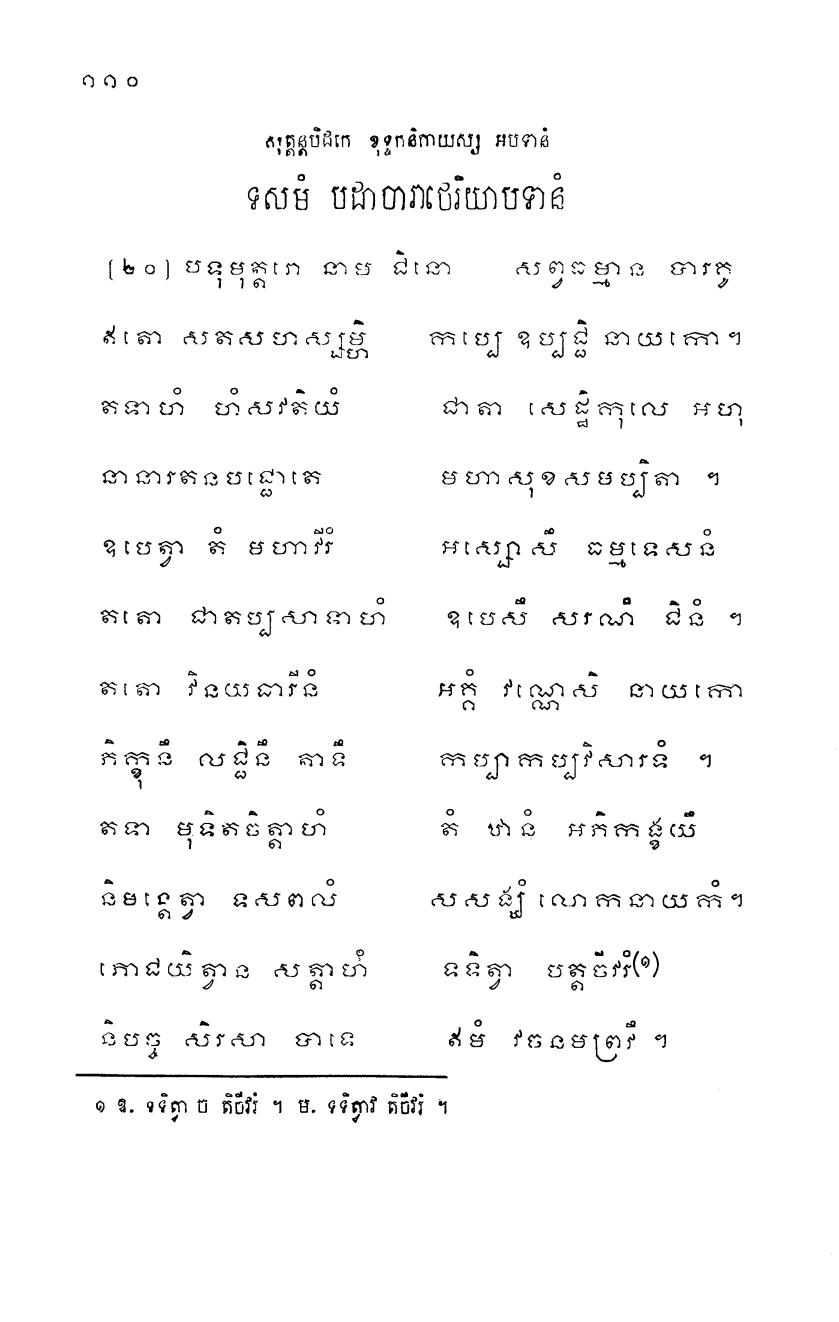 ១១០
សុត្តន្តបិដកេ ខុទ្ទកនិកាយស្ស អបទានំ
ទសមំ បដាចារាថេរិយាបទានំ
(២០) បទុមុត្តរោ នាម ជិនោ សព្វធម្មាន បារគូ
ឥតោ សតសហស្សម្ហិ កប្បេ ឧប្បជ្ជិ នាយកោ។
តទាហំ ហំសវតិយំ ជាតា សេដ្ឋិកុលេ អហុ
នានារតនបជ្ជោតេ មហាសុខសមប្បិតា ។
ឧបេត្វា តំ មហាវីរំ អស្សោសឹ ធម្មទេសនំ
តតោ ជាតប្បសាទាហំ ឧបេសឹ សរណំ ជិនំ ។
តតោ វិនយធារីនំ អគ្គំ វណ្ណេសិ នាយកោ
ភិក្ខុនឹ លជ្ជិនឹ តាទឹ កប្បាកប្បវិសារទំ ។
តទា មុទិតចិត្តាហំ តំ ឋានំ អភិកង្ខយឹ
និមន្តេត្វា ទសពលំ សសង្ឃំ លោកនាយកំ។
ភោជយិត្វាន សត្តាហំ ទទិត្វា បត្តចីវរំ(១)
និបច្ច សិរសា បាទេ ឥមំ វចនមព្រវឹ ។
១ ឱ. ទទិត្វា ច តិចីវរំ ។ ម. ទទិត្វាវ តិចីវរំ ។